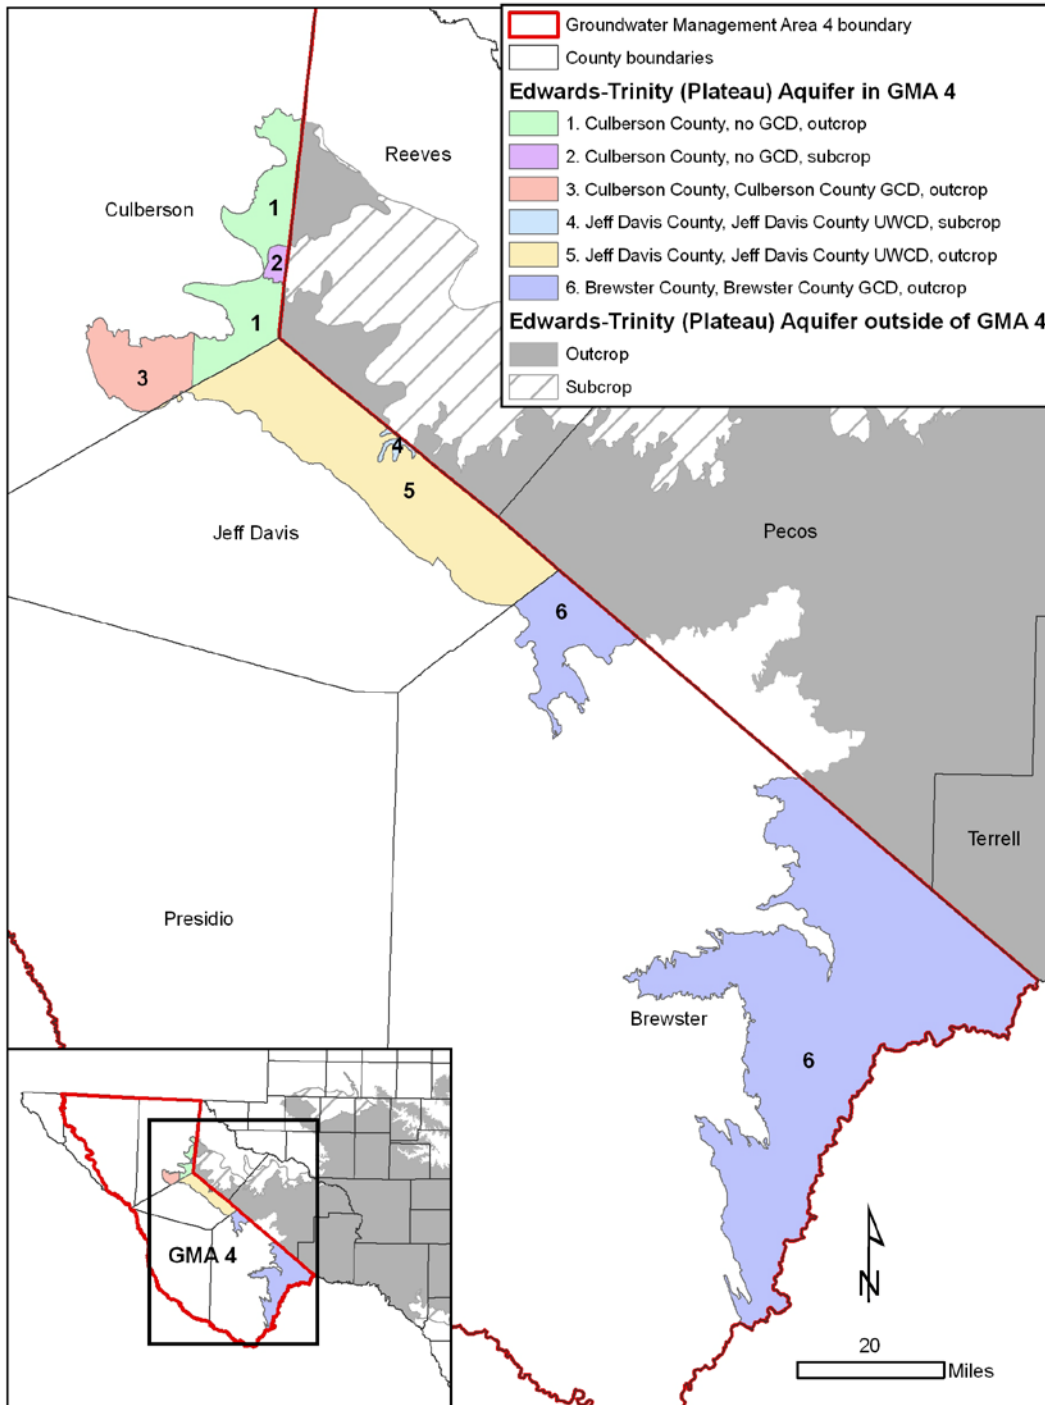 Groundwater Management Area 4 boundary
County boundaries
Edwards-Trinity (Plateau) Aquifer in GMA 4
1. Culberson County, no GCD, outcrop
2. Culberson County, no GCD, subcrop
3. Culberson County, Culberson County GCD, outcrop
4. Jeff Davis County, Jeff Davis County UWCD, subcrop
5. Jeff Davis County, Jeff Davis County UWCD, outcrop
6. Brewster County, Brewster County GCD, outcrop
Edwards-Trinity (Plateau) Aquifer outside of GMA 4
Outcrop
Subcrop
Reeves
Culberson
1
2
1
3
4
5
Jeff Davis
Pecos
6
Terrell
Presidio
Brewster
6
GMA 4
N
20
Miles